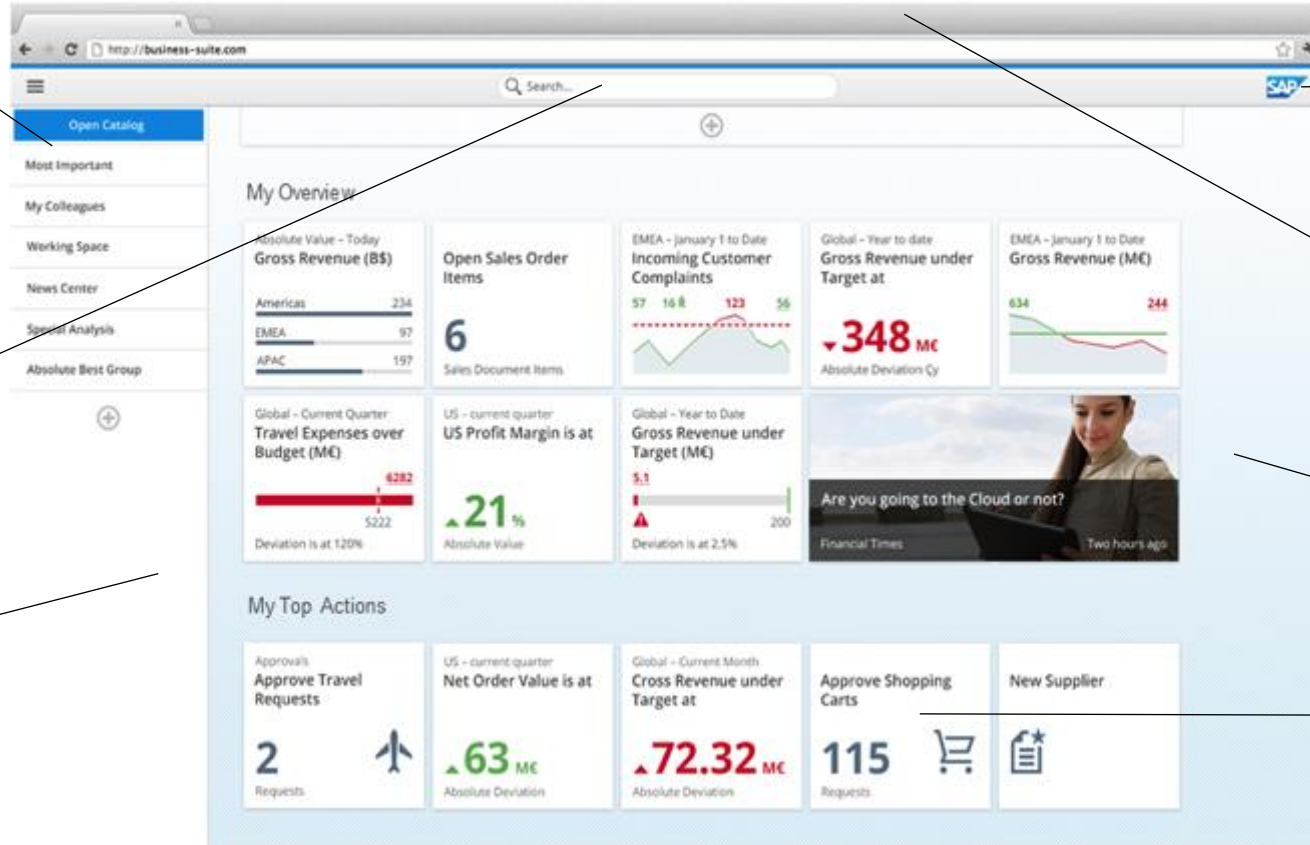 http://business-suite.com
Search...
SAP
Open Catalog
Most Important
My Colleagues
Working Space
News Center
Special Analysis
Absolute Best Group
My Overview
Absolute Value – Today
Gross Revenue (B$)
Americas 234
EMEA 97
APAC 197
Open Sales Order
Items
6
Sales Document Items
EMEA – January 1 to Date
Incoming Customer
Complaints
57 16 123 56
Global – Year to date
Gross Revenue under
Target at
348 M€
Absolute Deviation Cy
EMEA – January 1 to Date
Gross Revenue (M€)
634 244
Global – Current Quarter
Travel Expenses over
Budget (M€)
6282
5222
Deviation is at 120%
US – current quarter
US Profit Margin is at
21 %
Absolute Value
Global – Year to Date
Gross Revenue under
Target (M€)
5.1
200
Deviation is at 2.5%
Are you going to the Cloud or not?
Financial Times Two hours ago
My Top Actions
Approvals
Approve Travel
Requests
2
Requests
US – current quarter
Net Order Value is at
63 M€
Absolute Deviation
Global – Current Month
Cross Revenue under
Target at
72.32 M€
Absolute Deviation
Approve Shopping
Carts
115
Requests
New Supplier